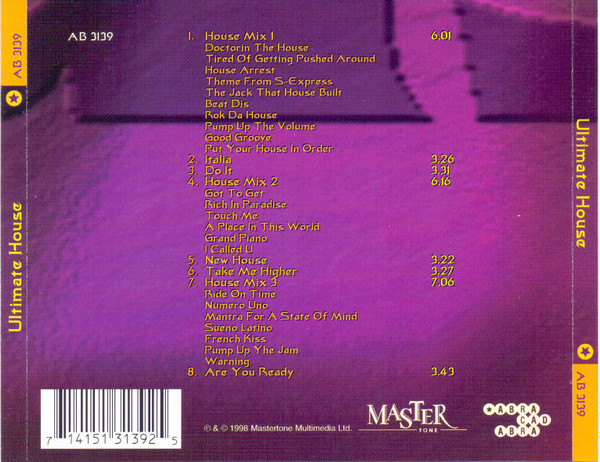 AB 3139
Ultimate House
AB 3139
1. House Mix 1 6.01
Doctorin The House
Tired Of Getting Pushed Around
House Arrest
Theme From S-Express
The Jack That House Built
Beat Dis
Rok Da House
Pump Up The Volume
Good Groove
Put Your House In Order
2. Italia 3.26
3. Do It 3.31
4. House Mix 2 6.16
Got To Get
Rich In Paradise
Touch Me
A Place In This World
Grand Piano
I Called U
5. New House 3.22
6. Take Me Higher 3.27
7. House Mix 3 7.06
Ride On Time
Numero Uno
Mantra For A State Of Mind
Sueno Latino
French Kiss
Pump Up Yhe Jam
Warning
8. Are You Ready 3.43
7 14151 31392 5
℗ & © 1998 Mastertone Multimedia Ltd.
MASTER
TONE
ABRA
CAD
ABRA
Ultimate House
AB 3139